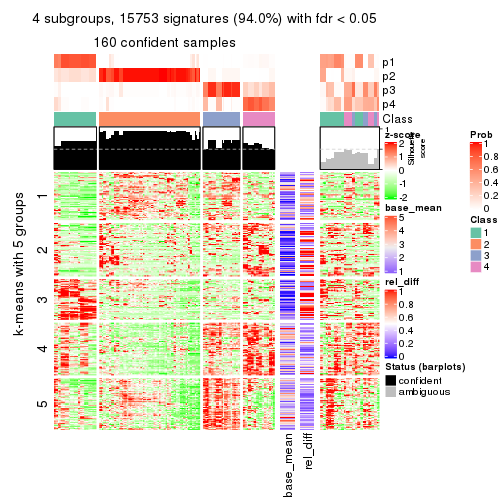 4 subgroups, 15753 signatures (94.0%) with fdr < 0.05
160 confident samples
p1
p2
p3
p4
Class
1
Silhouette
score
k-means with 5 groups
1
2
3
4
5
base_mean
rel_diff
z-score
2
1
0
-1
-2
base_mean
5
4
3
2
1
rel_diff
1
0.8
0.6
0.4
0.2
0
Status (barplots)
confident
ambiguous
Prob
1
0.8
0.6
0.4
0.2
0
Class
1
2
3
4